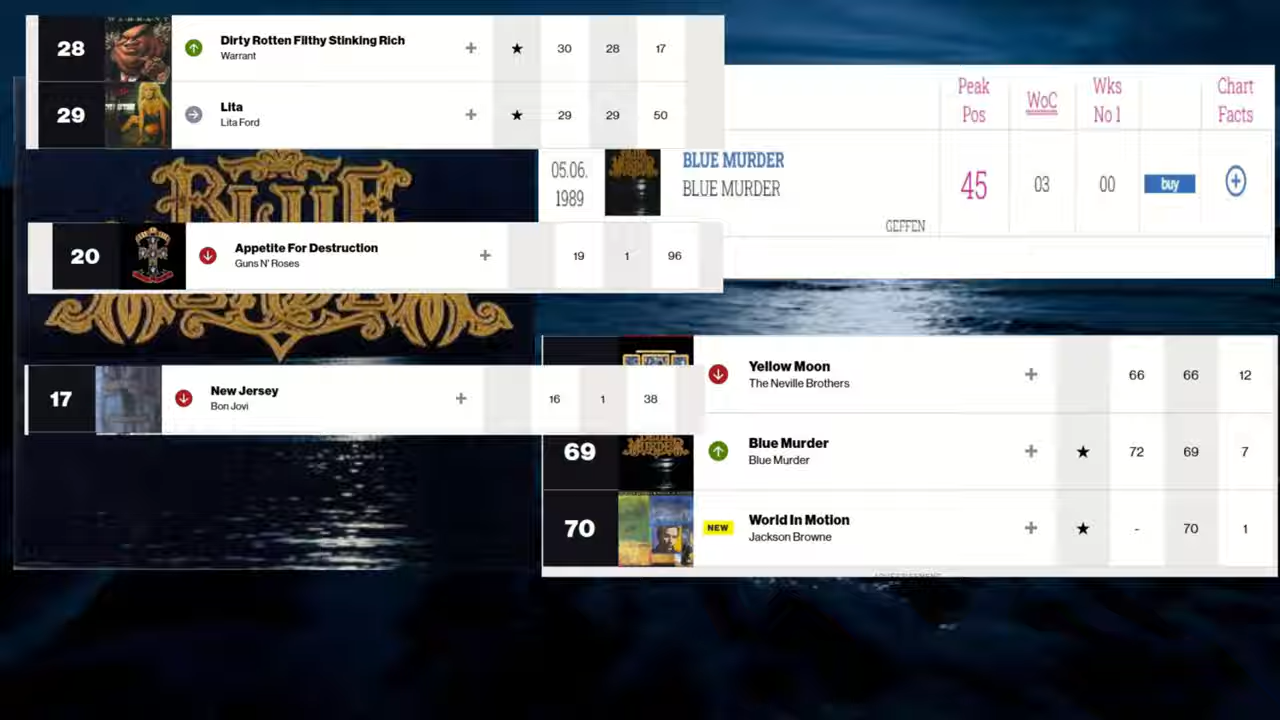 28 Dirty Rotten Filthy Stinking Rich + ★ 30 28 17
Warrant
29 Lita + ★ 29 29 50
Lita Ford
Peak Pos WoC Wks No 1 Chart Facts
05.06. 1989 BLUE MURDER 45 03 00 buy +
BLUE MURDER
GEFFEN
BLUE
20 Appetite For Destruction + 19 1 96
Guns N' Roses
17 New Jersey + 16 1 38
Bon Jovi
Yellow Moon + 66 66 12
The Neville Brothers
69 Blue Murder + ★ 72 69 7
Blue Murder
70 NEW World In Motion + ★ - 70 1
Jackson Browne